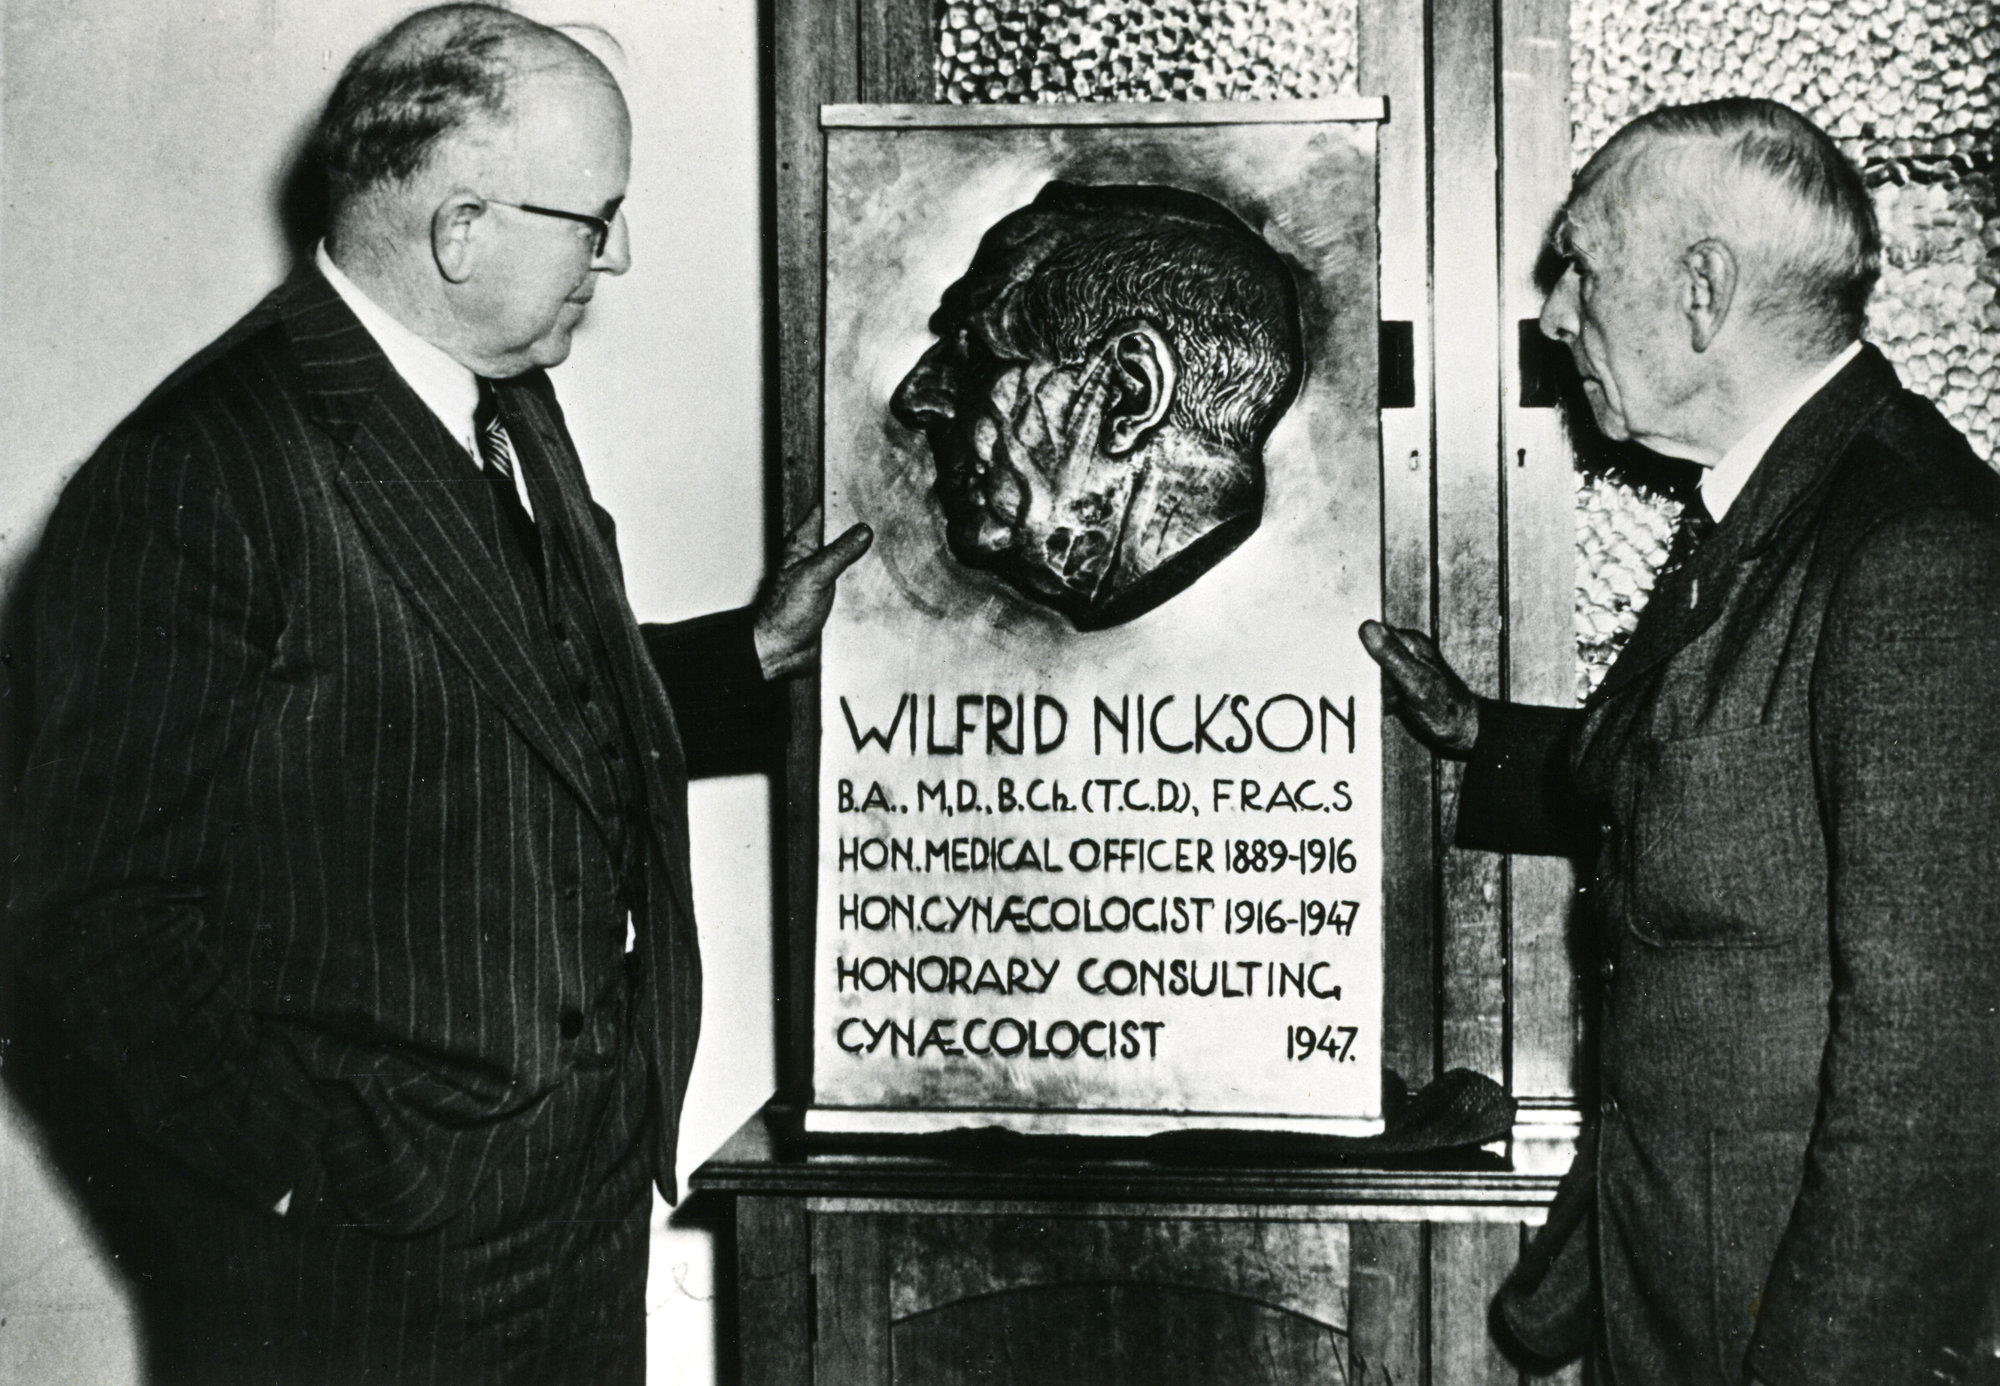 WILFRID NICKSON
B.A., M.D., B.Ch. (T.C.D.), F.R.A.C.S
HON. MEDICAL OFFICER 1889-1916
HON. GYNÆCOLOGIST 1916-1947
HONORARY CONSULTING
GYNÆCOLOGIST 1947.